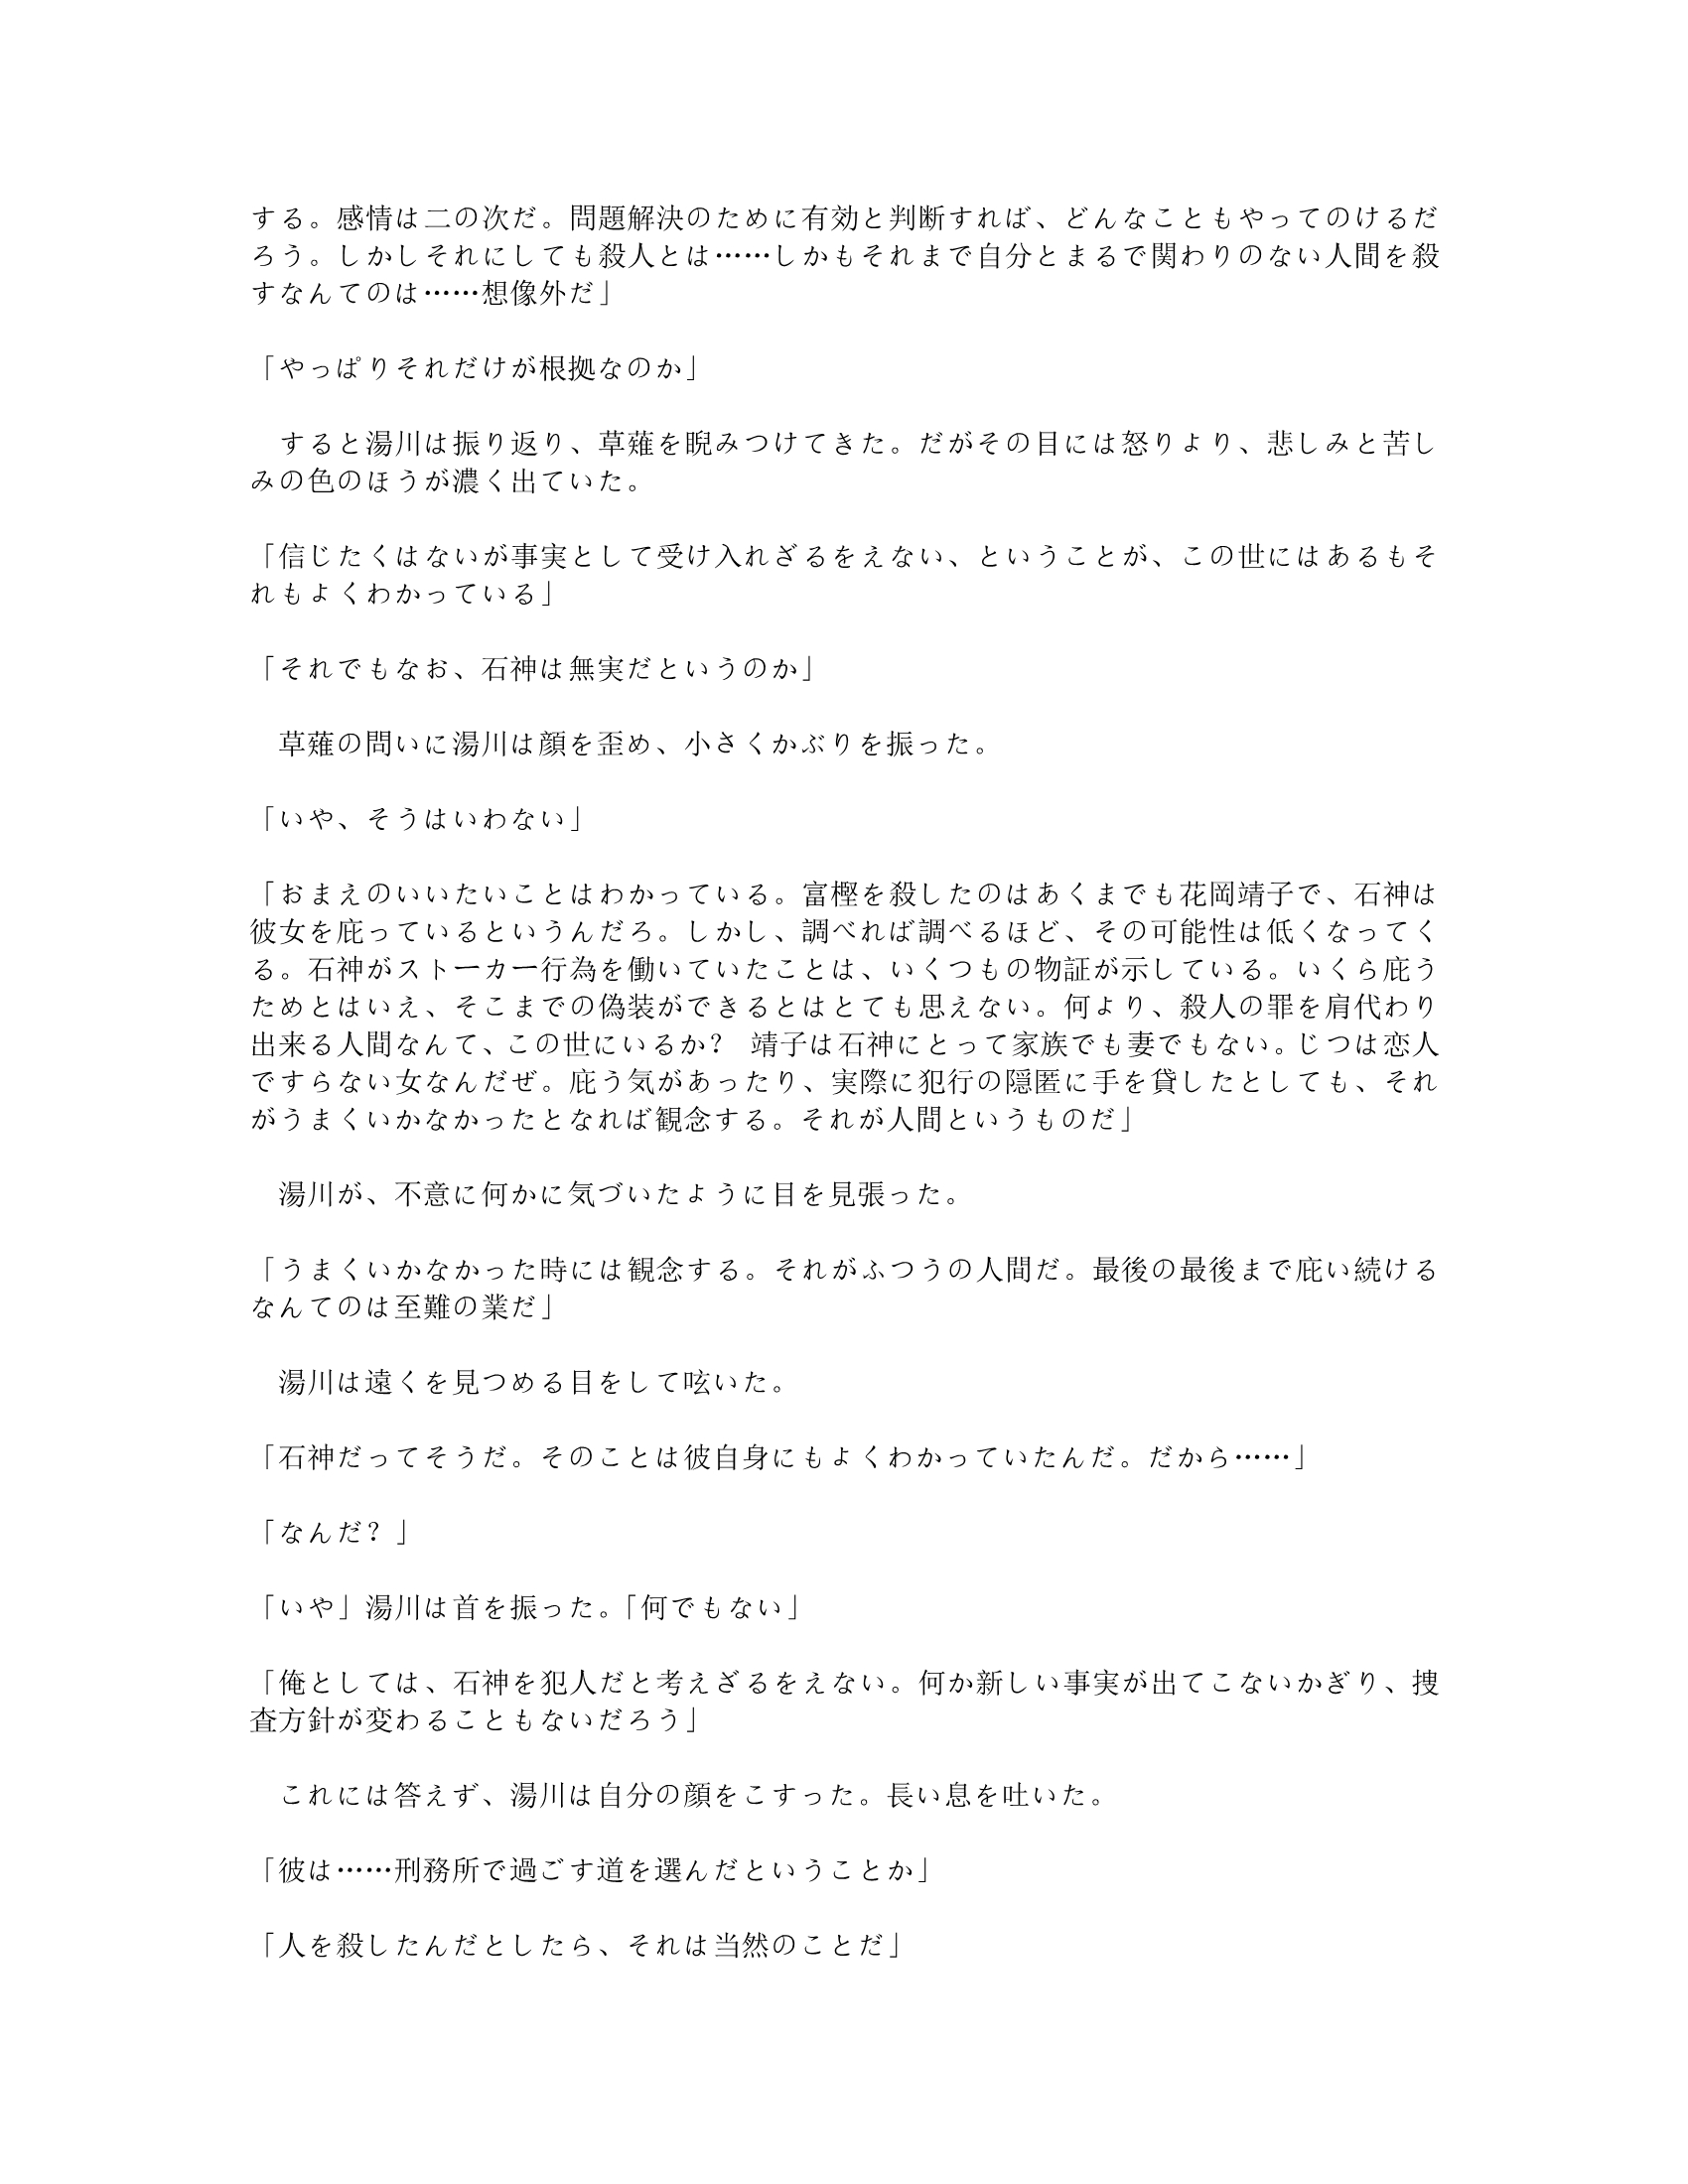 する。感情は二の次だ。問題解決のために有効と判断すれば、どんなこともやってのけるだ
ろう。しかしそれにしても殺人とは……しかもそれまで自分とまるで関わりのない人間を殺
すなんてのは……想像外だ」
「やっぱりそれだけが根拠なのか」
　すると湯川は振り返り、草薙を睨みつけてきた。だがその目には怒りより、悲しみと苦し
みの色のほうが濃く出ていた。
「信じたくはないが事実として受け入れざるをえない、ということが、この世にはあるもそ
れもよくわかっている」
「それでもなお、石神は無実だというのか」
　草薙の問いに湯川は顔を歪め、小さくかぶりを振った。
「いや、そうはいわない」
「おまえのいいたいことはわかっている。富樫を殺したのはあくまでも花岡靖子で、石神は
彼女を庇っているというんだろ。しかし、調べれば調べるほど、その可能性は低くなってく
る。石神がストーカー行為を働いていたことは、いくつもの物証が示している。いくら庇う
ためとはいえ、そこまでの偽装ができるとはとても思えない。何より、殺人の罪を肩代わり
出来る人間なんて、この世にいるか？　靖子は石神にとって家族でも妻でもない。じつは恋人
ですらない女なんだぜ。庇う気があったり、実際に犯行の隠匿に手を貸したとしても、それ
がうまくいかなかったとなれば観念する。それが人間というものだ」
　湯川が、不意に何かに気づいたように目を見張った。
「うまくいかなかった時には観念する。それがふつうの人間だ。最後の最後まで庇い続ける
なんてのは至難の業だ」
　湯川は遠くを見つめる目をして呟いた。
「石神だってそうだ。そのことは彼自身にもよくわかっていたんだ。だから……」
「なんだ？」
「いや」湯川は首を振った。「何でもない」
「俺としては、石神を犯人だと考えざるをえない。何か新しい事実が出てこないかぎり、捜
査方針が変わることもないだろう」
　これには答えず、湯川は自分の顔をこすった。長い息を吐いた。
「彼は……刑務所で過ごす道を選んだということか」
「人を殺したんだとしたら、それは当然のことだ」